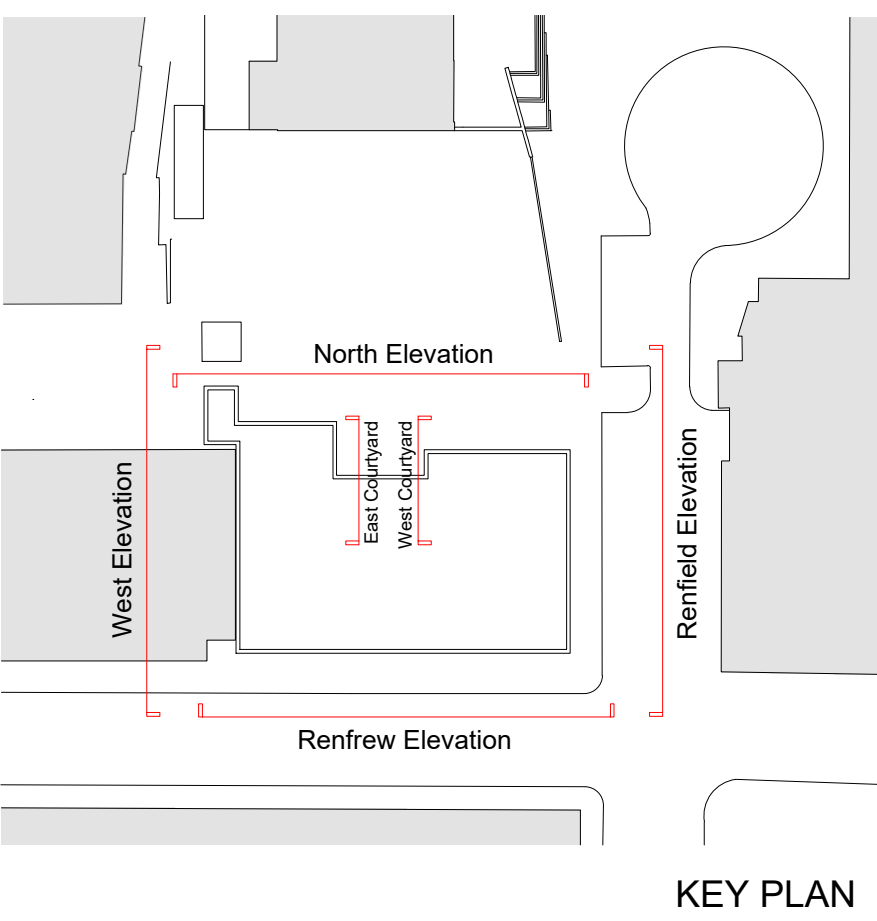 North Elevation
East Courtyard
West Courtyard
West Elevation
Renfield Elevation
Renfrew Elevation
KEY PLAN